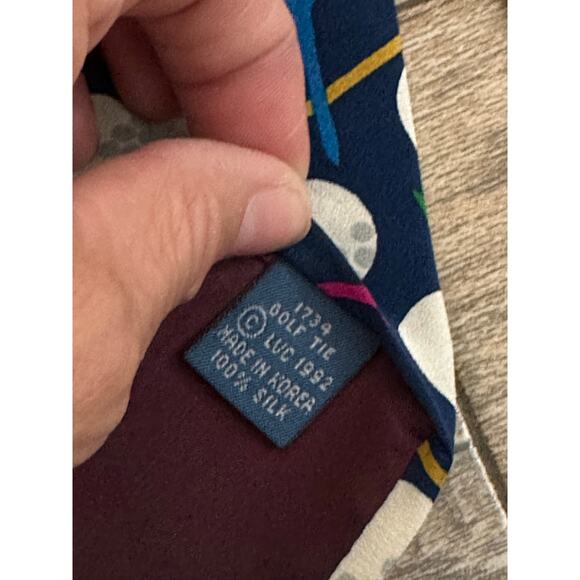 1734
GOLF TIE
© LUC 1992
MADE IN KOREA
100% SILK